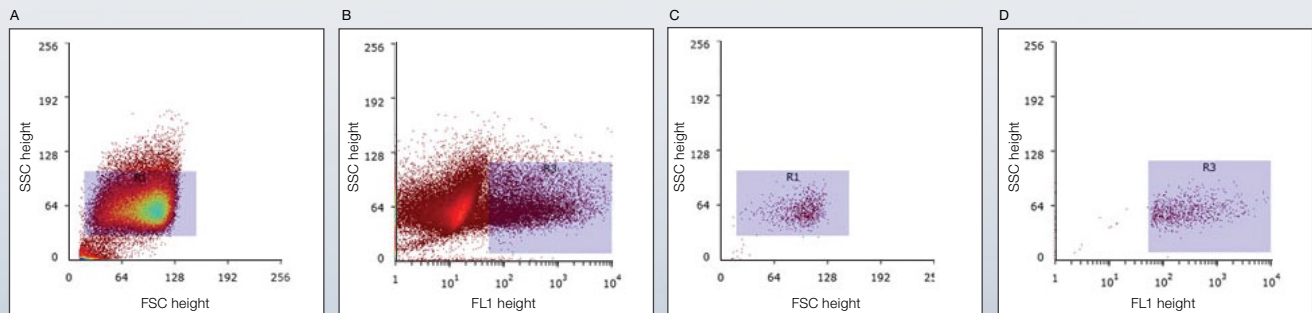 A
256
192
128
64
0
SSC height
R1
0 64 128 192 256
FSC height
B
256
192
128
64
0
SSC height
R3
1 10¹ 10² 10³ 10⁴
FL1 height
C
256
192
128
64
0
SSC height
R1
0 64 128 192 25
FSC height
D
256
192
128
64
0
SSC height
R3
1 10¹ 10² 10³ 10⁴
FL1 height